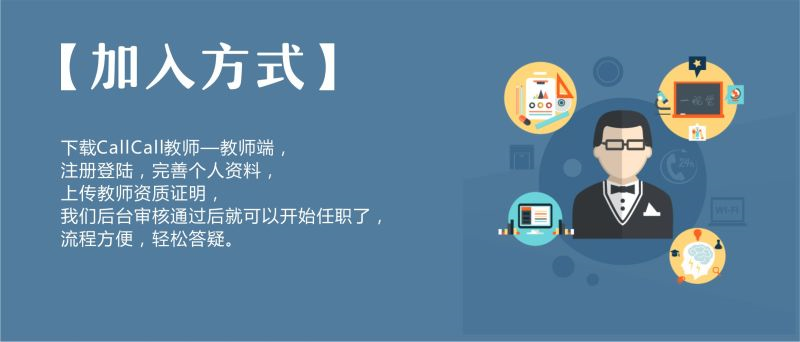 【加入方式】
下载CallCall教师—教师端，
注册登陆，完善个人资料，
上传教师资质证明，
我们后台审核通过后就可以开始任职了，
流程方便，轻松答疑。
24h
WI-FI